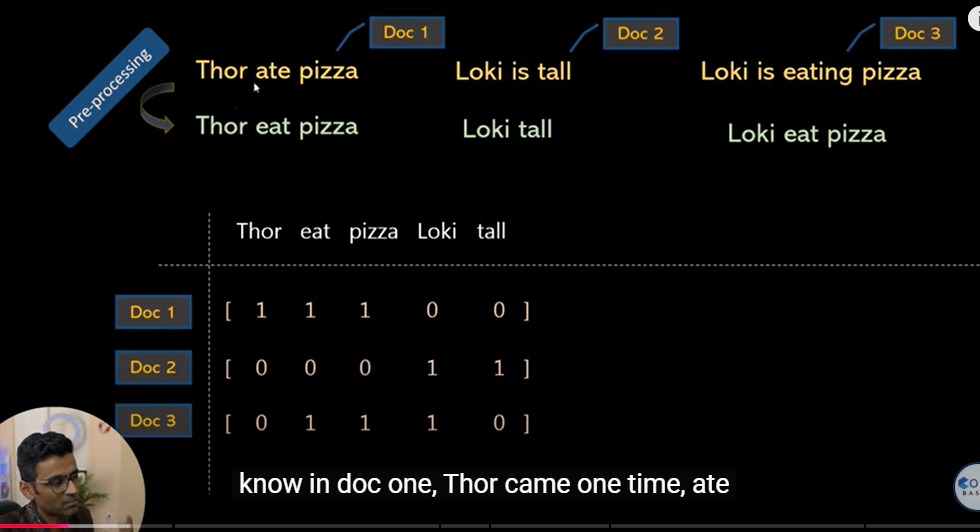 Doc 1 Doc 2 Doc 3
Pre-processing
Thor ate pizza Loki is tall Loki is eating pizza
Thor eat pizza Loki tall Loki eat pizza
Thor eat pizza Loki tall
Doc 1 [ 1 1 1 0 0 ]
Doc 2 [ 0 0 0 1 1 ]
Doc 3 [ 0 1 1 1 0 ]
know in doc one, Thor came one time, ate